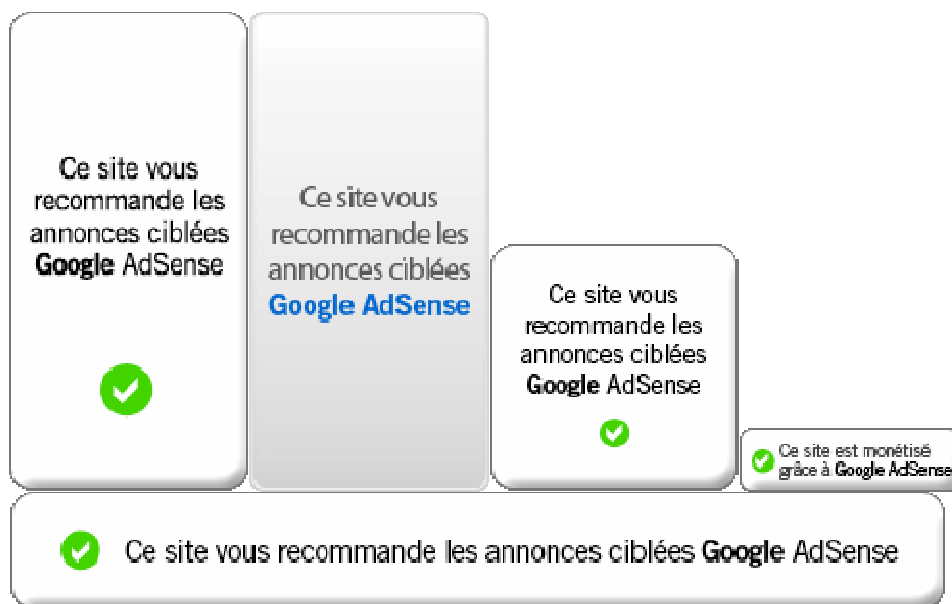 Ce site vous
recommande les
annonces ciblées
Google AdSense
Ce site vous
recommande les
annonces ciblées
Google AdSense
Ce site vous
recommande les
annonces ciblées
Google AdSense
Ce site est monétisé
grâce à Google AdSense
Ce site vous recommande les annonces ciblées Google AdSense